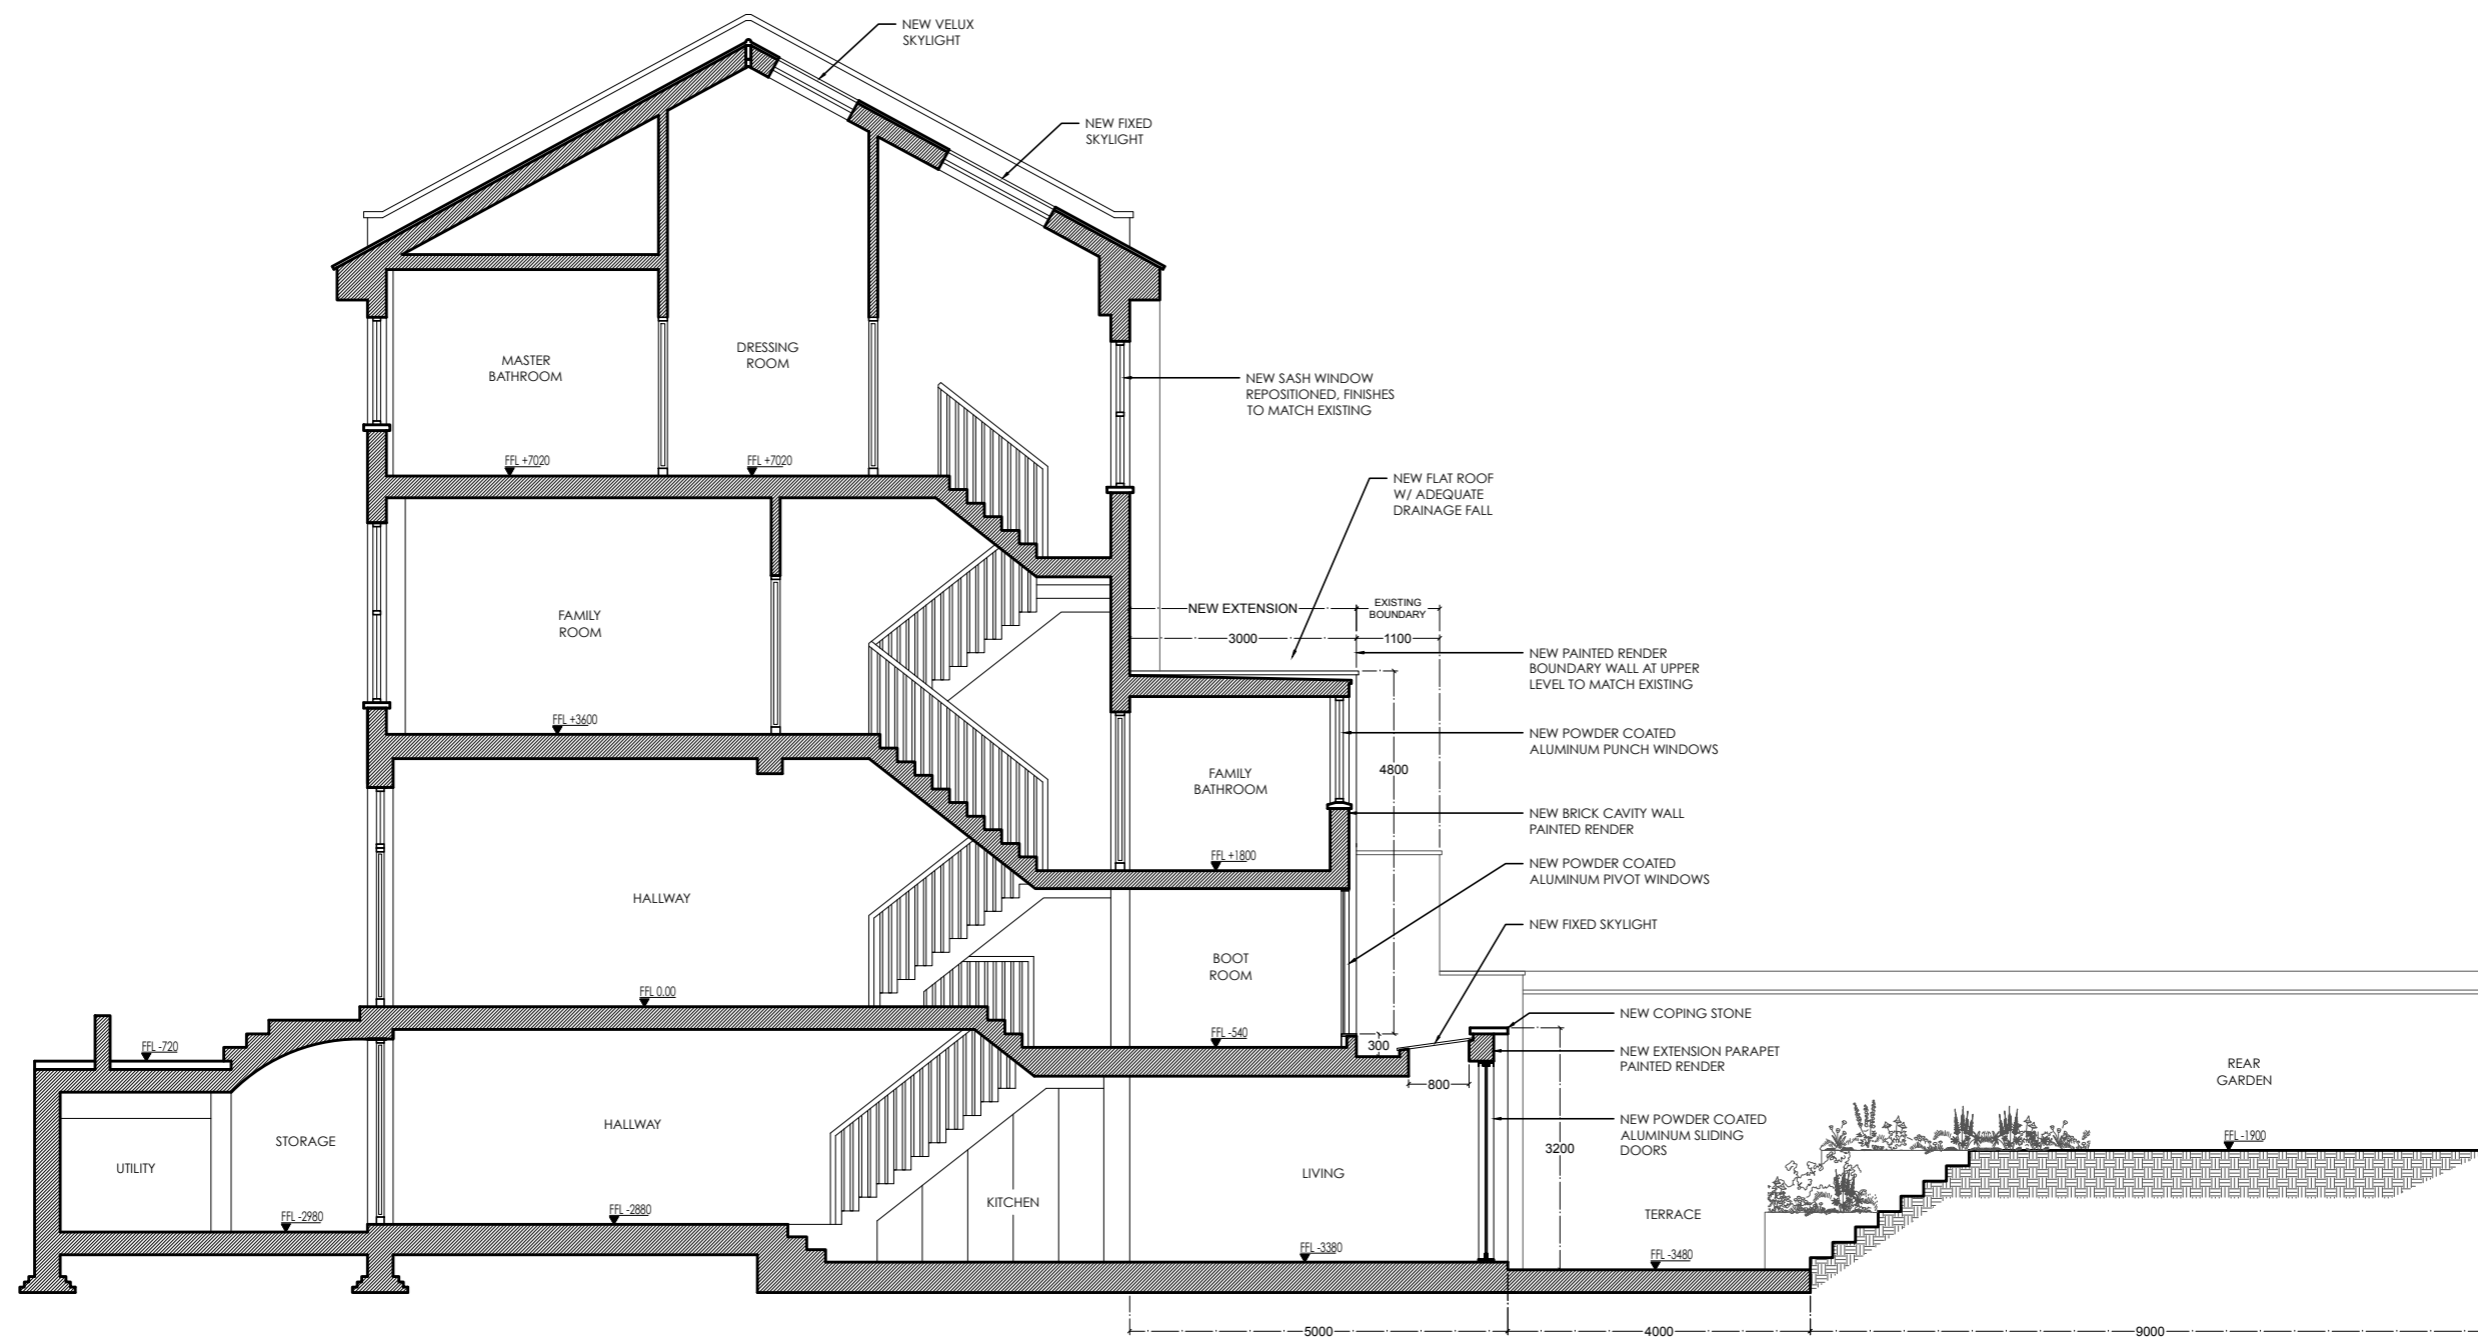 NEW VELUX
SKYLIGHT
NEW FIXED
SKYLIGHT
MASTER
BATHROOM
DRESSING
ROOM
NEW SASH WINDOW
REPOSITIONED, FINISHES
TO MATCH EXISTING
FFL +7020
FFL +7020
NEW FLAT ROOF
W/ ADEQUATE
DRAINAGE FALL
FAMILY
ROOM
NEW EXTENSION
EXISTING
BOUNDARY
3000
1100
NEW PAINTED RENDER
BOUNDARY WALL AT UPPER
LEVEL TO MATCH EXISTING
FFL +3600
NEW POWDER COATED
ALUMINUM PUNCH WINDOWS
4800
FAMILY
BATHROOM
NEW BRICK CAVITY WALL
PAINTED RENDER
FFL +1800
NEW POWDER COATED
ALUMINUM PIVOT WINDOWS
HALLWAY
NEW FIXED SKYLIGHT
BOOT
ROOM
FFL 0.00
NEW COPING STONE
FFL -720
FFL -540
300
NEW EXTENSION PARAPET
PAINTED RENDER
REAR
GARDEN
800
NEW POWDER COATED
ALUMINUM SLIDING
DOORS
HALLWAY
STORAGE
UTILITY
3200
FFL -1900
LIVING
KITCHEN
TERRACE
FFL -2980
FFL -2880
FFL -3380
FFL -3480
5000
4000
9000